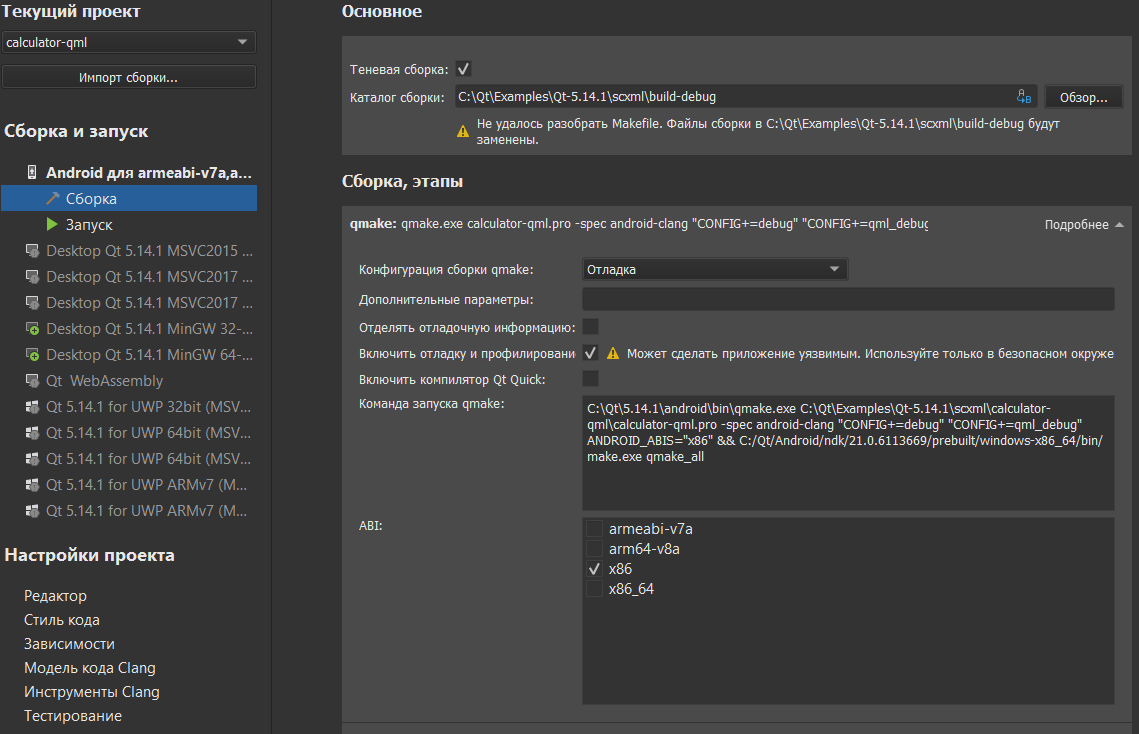 Текущий проект
calculator-qml
Импорт сборки...
Сборка и запуск
Android для armeabi-v7a,a...
Сборка
Запуск
Desktop Qt 5.14.1 MSVC2015 ...
Desktop Qt 5.14.1 MSVC2017 ...
Desktop Qt 5.14.1 MSVC2017 ...
Desktop Qt 5.14.1 MinGW 32-...
Desktop Qt 5.14.1 MinGW 64-...
Qt WebAssembly
Qt 5.14.1 for UWP 32bit (MSV...
Qt 5.14.1 for UWP 64bit (MSV...
Qt 5.14.1 for UWP 64bit (MSV...
Qt 5.14.1 for UWP ARMv7 (M...
Qt 5.14.1 for UWP ARMv7 (M...
Настройки проекта
Редактор
Стиль кода
Зависимости
Модель кода Clang
Инструменты Clang
Тестирование
Основное
Теневая сборка:
Каталог сборки: C:\Qt\Examples\Qt-5.14.1\scxml\build-debug Обзор...
Не удалось разобрать Makefile. Файлы сборки в C:\Qt\Examples\Qt-5.14.1\scxml\build-debug будут
заменены.
Сборка, этапы
qmake: qmake.exe calculator-qml.pro -spec android-clang "CONFIG+=debug" "CONFIG+=qml_debug Подробнее
Конфигурация сборки qmake: Отладка
Дополнительные параметры:
Отделять отладочную информацию:
Включить отладку и профилировани Может сделать приложение уязвимым. Используйте только в безопасном окруже
Включить компилятор Qt Quick:
Команда запуска qmake:
C:\Qt\5.14.1\android\bin\qmake.exe C:\Qt\Examples\Qt-5.14.1\scxml\calculator-
qml\calculator-qml.pro -spec android-clang "CONFIG+=debug" "CONFIG+=qml_debug"
ANDROID_ABIS="x86" && C:/Qt/Android/ndk/21.0.6113669/prebuilt/windows-x86_64/bin/
make.exe qmake_all
ABI:
armeabi-v7a
arm64-v8a
x86
x86_64